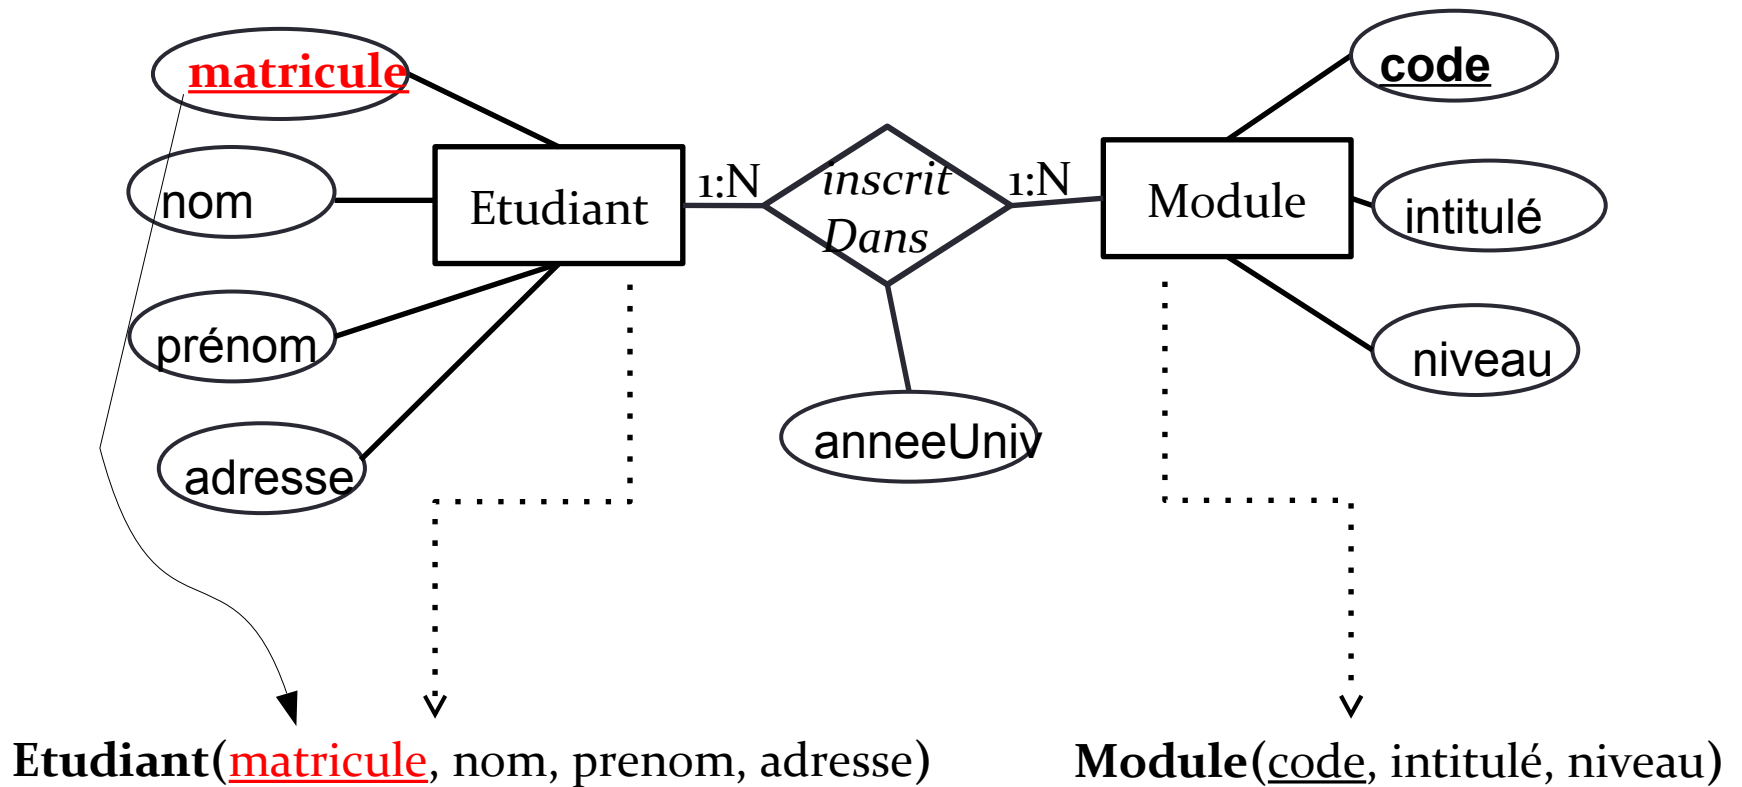 matricule
nom
prénom
adresse
Etudiant
1:N
inscrit
Dans
1:N
anneeUniv
Module
code
intitulé
niveau
Etudiant(matricule, nom, prenom, adresse)
Module(code, intitulé, niveau)